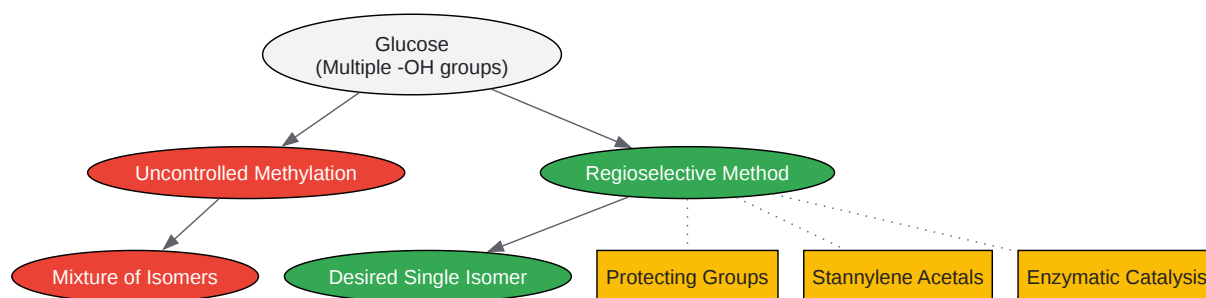 Glucose
(Multiple -OH groups)
Uncontrolled Methylation
Regioselective Method
Mixture of Isomers
Desired Single Isomer
Protecting Groups
Stannylene Acetals
Enzymatic Catalysis